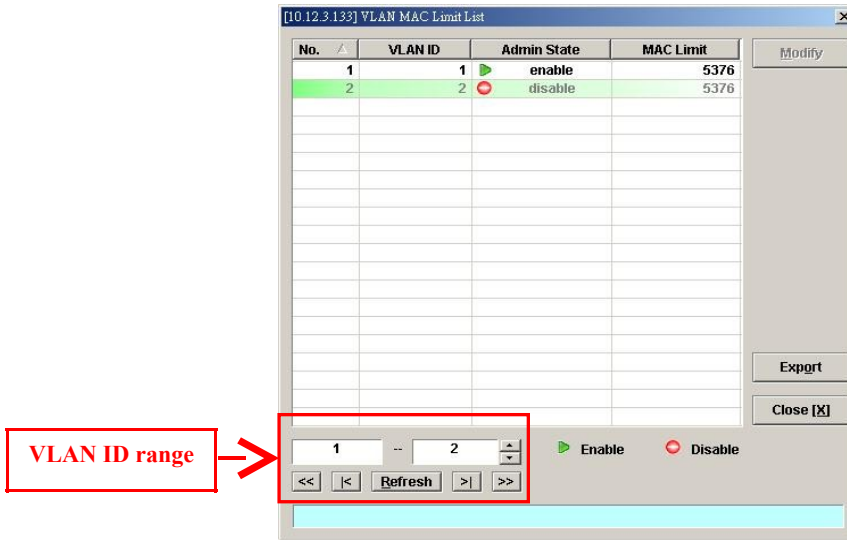 [10.12.3.133] VLAN MAC Limit List
No. VLAN ID Admin State MAC Limit
1 1 enable 5376
2 2 disable 5376
Modify
Export
Close [X]
VLAN ID range
1 -- 2
Enable Disable
<< |< Refresh >| >>